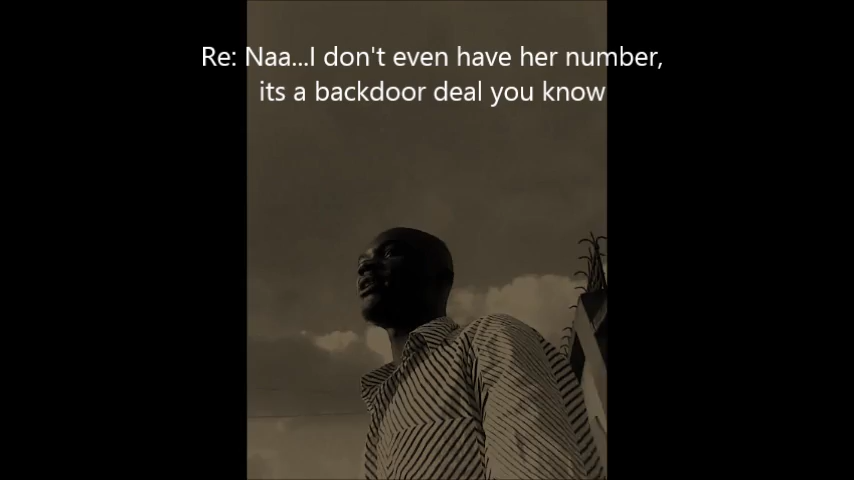 Re: Naa...I don't even have her number,
its a backdoor deal you know